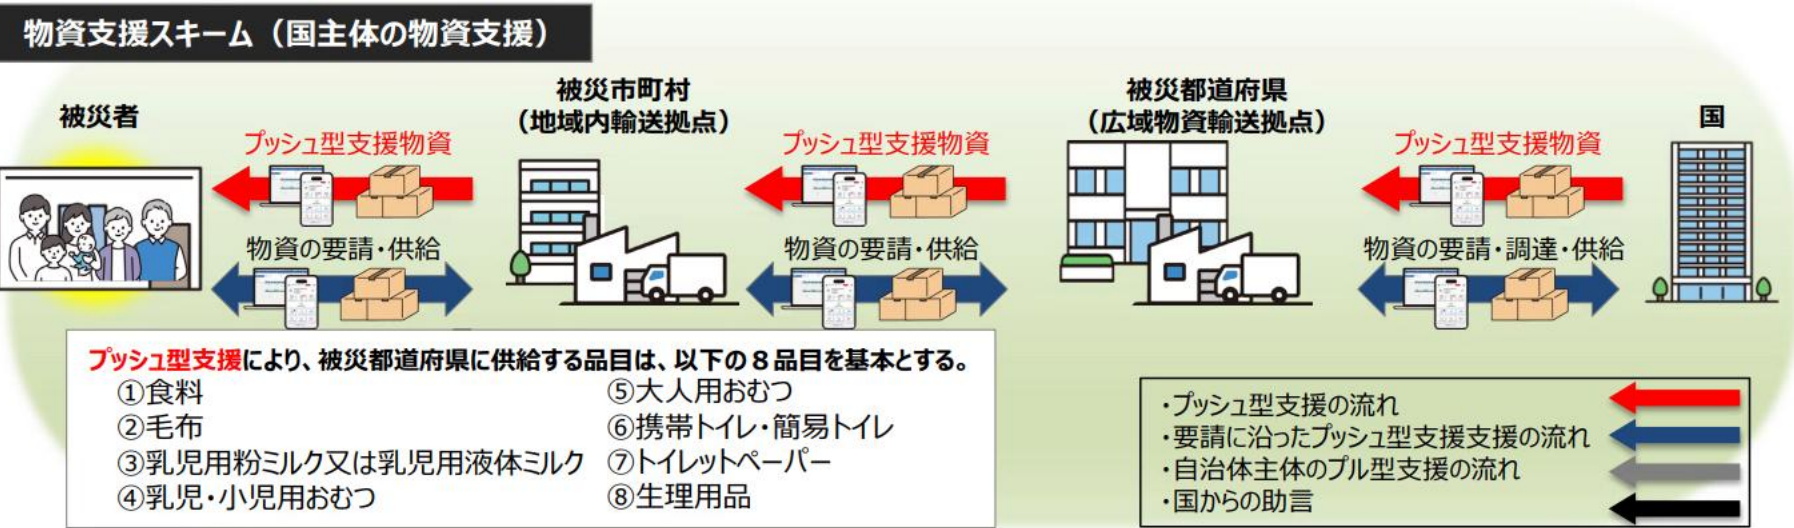 物資支援スキーム（国主体の物資支援）
被災者
被災市町村
（地域内輸送拠点）
被災都道府県
（広域物資輸送拠点）
国
プッシュ型支援物資
プッシュ型支援物資
プッシュ型支援物資
物資の要請・供給
物資の要請・供給
物資の要請・調達・供給
プッシュ型支援により、被災都道府県に供給する品目は、以下の８品目を基本とする。
①食料
②毛布
③乳児用粉ミルク又は乳児用液体ミルク
④乳児・小児用おむつ
⑤大人用おむつ
⑥携帯トイレ・簡易トイレ
⑦トイレットペーパー
⑧生理用品
・プッシュ型支援の流れ
・要請に沿ったプッシュ型支援支援の流れ
・自治体主体のプル型支援の流れ
・国からの助言